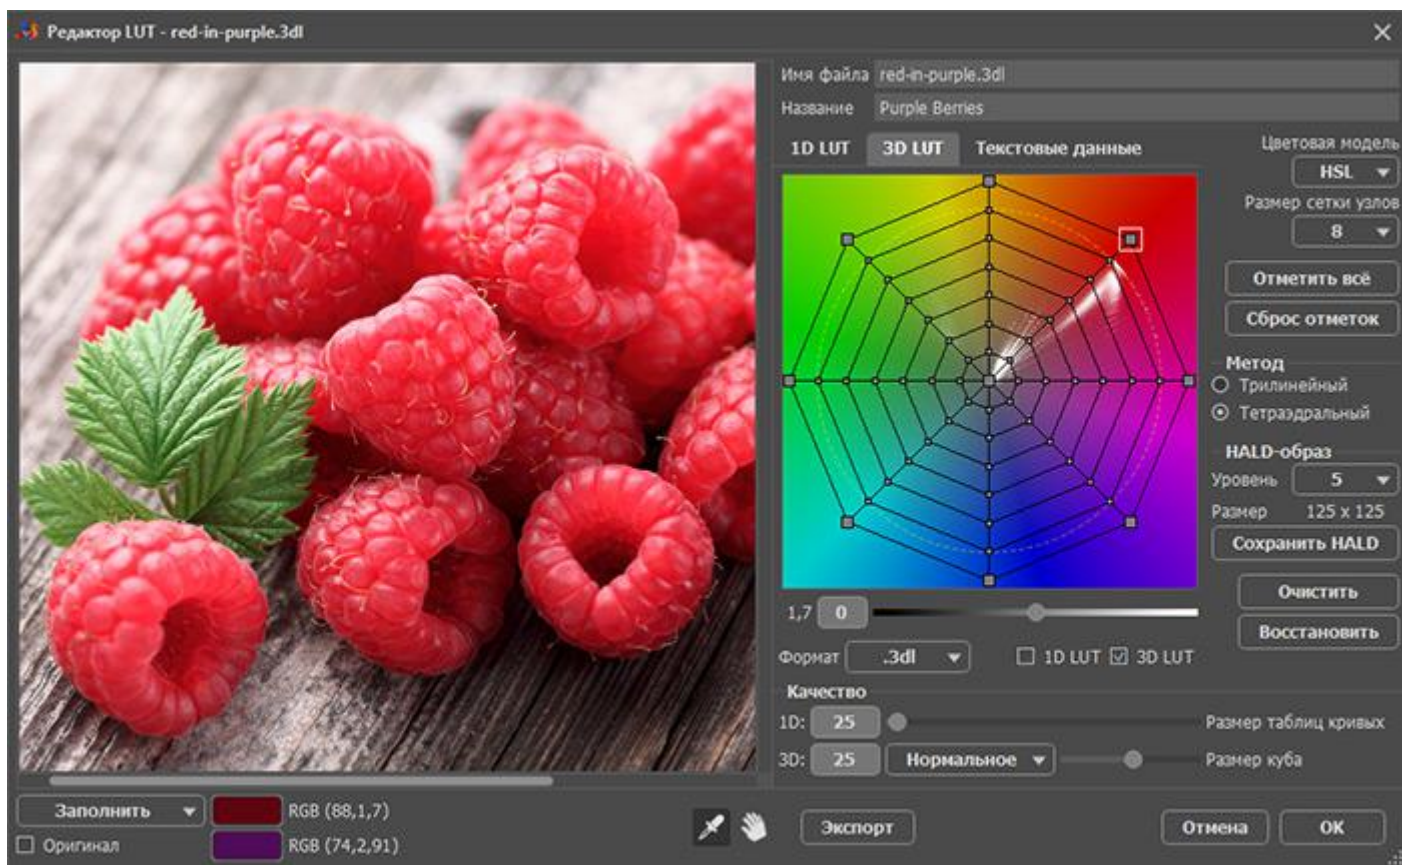 Редактор LUT - red-in-purple.3dl
Имя файла red-in-purple.3dl
Название Purple Berries
1D LUT 3D LUT Текстовые данные
Цветовая модель
HSL
Размер сетки узлов
8
Отметить всё
Сброс отметок
Метод
Трилинейный
Тетраэдральный
HALD-образ
Уровень 5
Размер 125 x 125
Сохранить HALD
Очистить
Восстановить
1,7 0
Формат .3dl 1D LUT 3D LUT
Качество
1D: 25 Размер таблиц кривых
3D: 25 Нормальное Размер куба
Заполнить RGB (88,1,7)
Оригинал RGB (74,2,91)
Экспорт Отмена OK